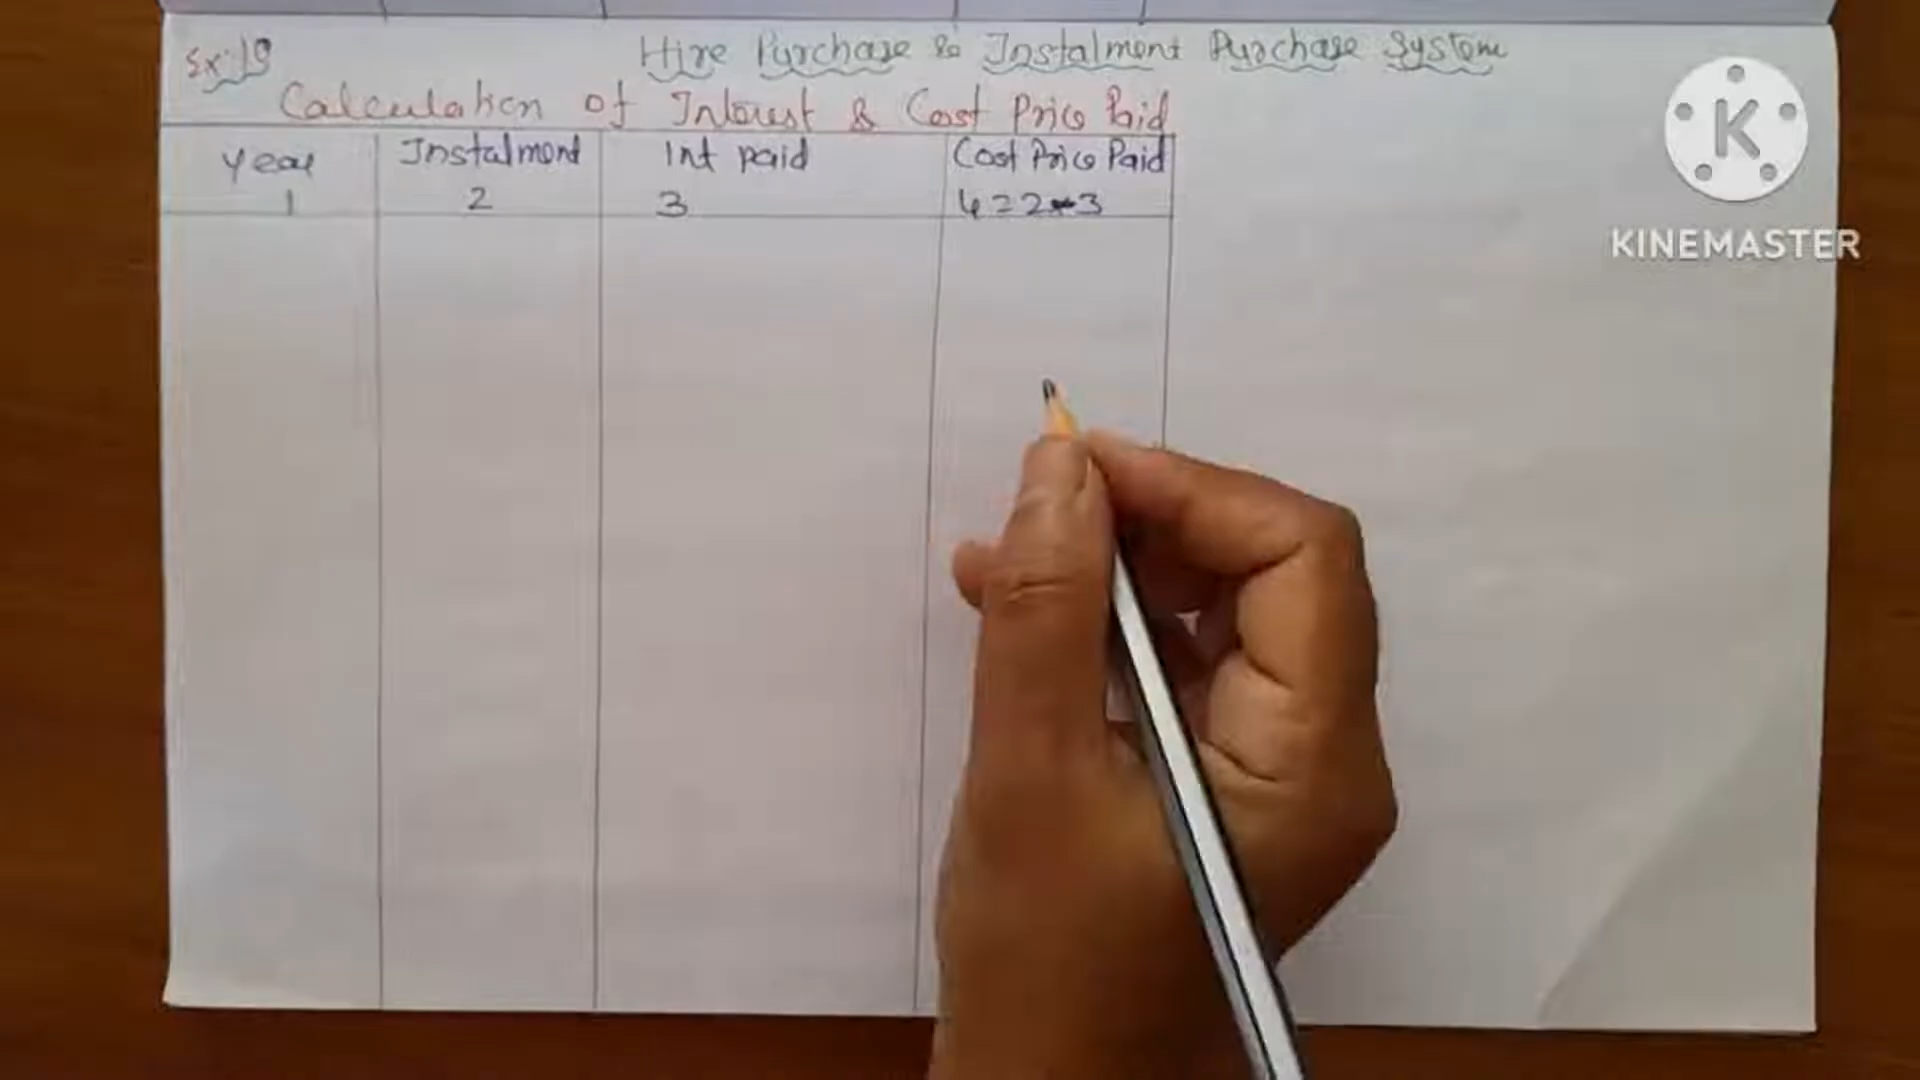 Ex:19
Hire Purchase & Instalment Purchase System
Calculation of Interest & Cost Price Paid
Year Instalment Int paid Cost Price Paid
1 2 3 4=2-3
K
KINEMASTER